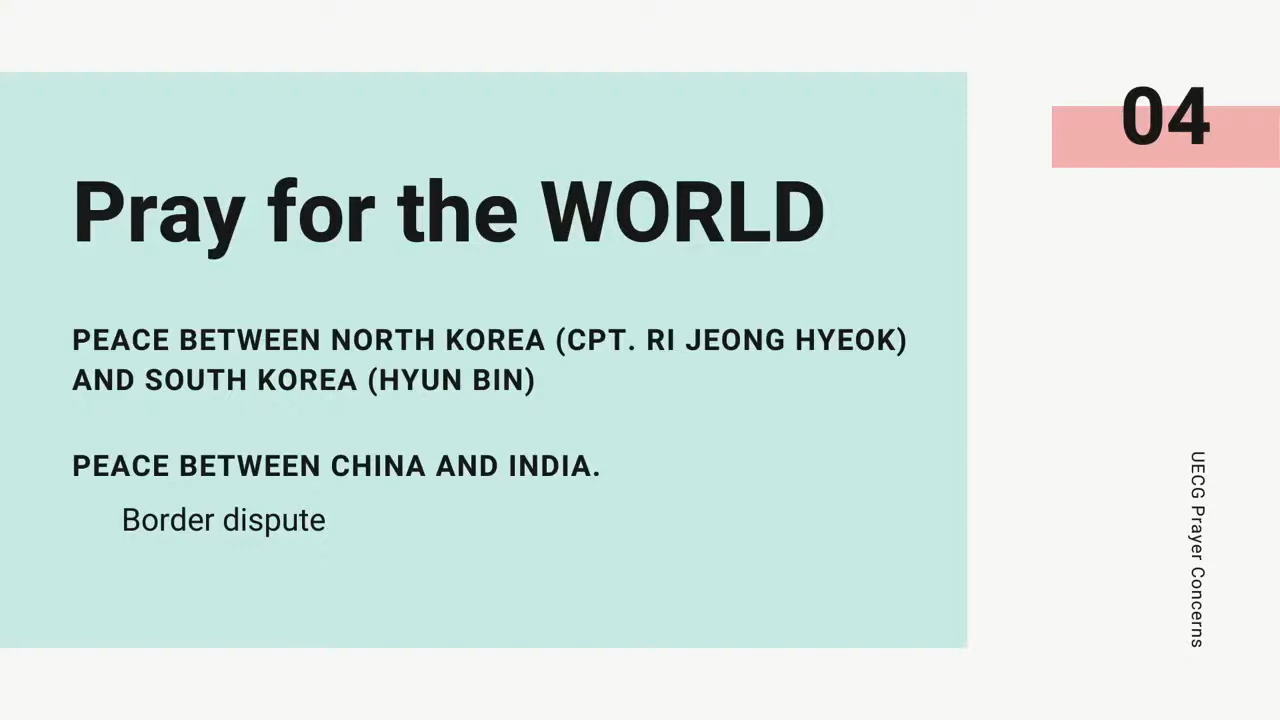 04
Pray for the WORLD
PEACE BETWEEN NORTH KOREA (CPT. RI JEONG HYEOK)
AND SOUTH KOREA (HYUN BIN)
PEACE BETWEEN CHINA AND INDIA.
Border dispute
UECG Prayer Concerns